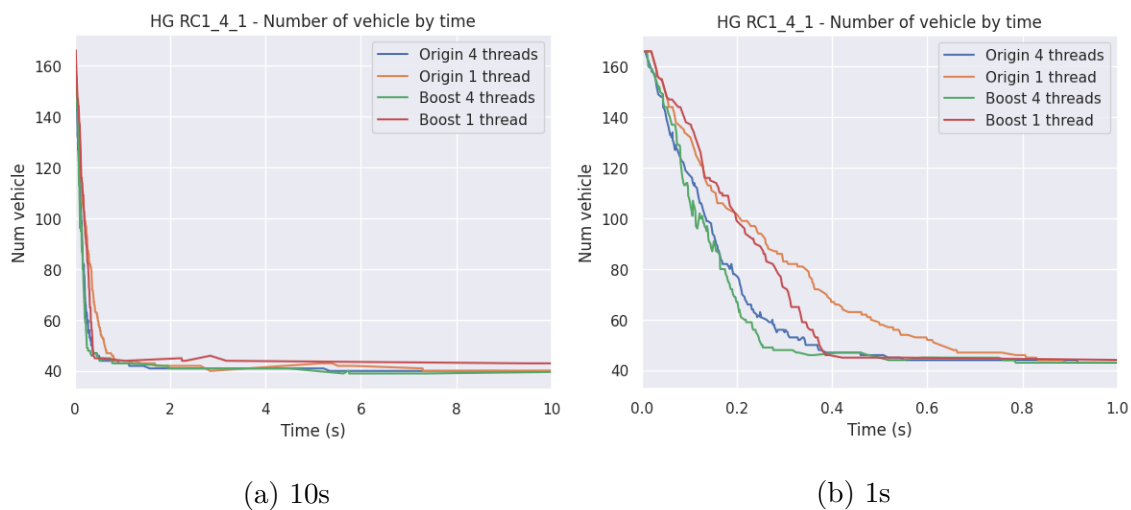 HG RC1_4_1 - Number of vehicle by time
Num vehicle
160
140
120
100
80
60
40
Origin 4 threads
Origin 1 thread
Boost 4 threads
Boost 1 thread
0 2 4 6 8 10
Time (s)
(a) 10s
HG RC1_4_1 - Number of vehicle by time
Num vehicle
160
140
120
100
80
60
40
Origin 4 threads
Origin 1 thread
Boost 4 threads
Boost 1 thread
0.0 0.2 0.4 0.6 0.8 1.0
Time (s)
(b) 1s